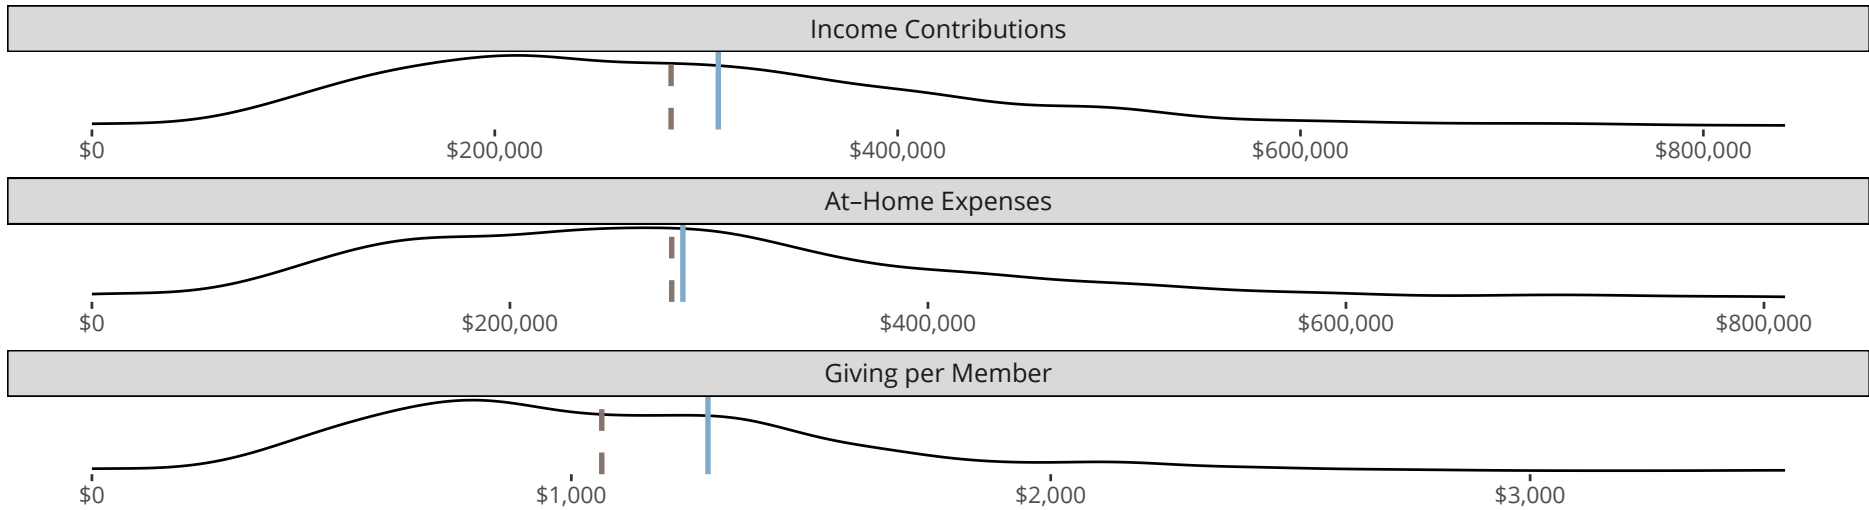 Income Contributions
$0 $200,000 $400,000 $600,000 $800,000
At–Home Expenses
$0 $200,000 $400,000 $600,000 $800,000
Giving per Member
$0 $1,000 $2,000 $3,000